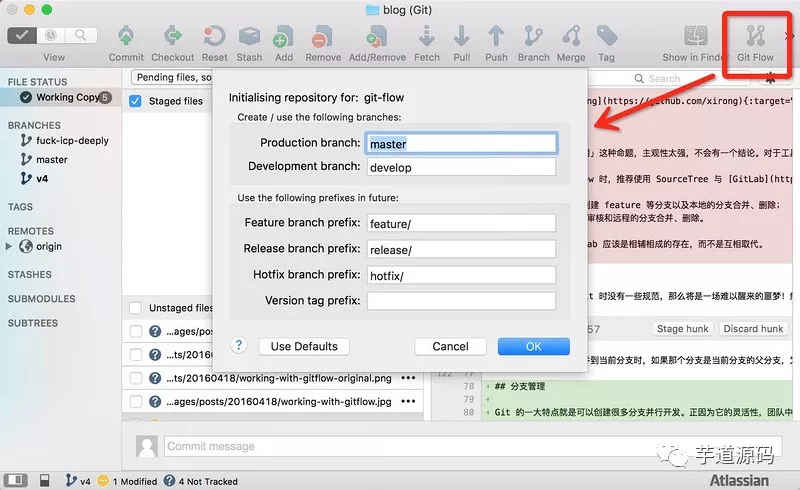 blog (Git)
View
Commit
Checkout
Reset
Stash
Add
Remove
Add/Remove
Fetch
Pull
Push
Branch
Merge
Tag
Show in Finder
Git Flow
FILE STATUS
Working Copy 5
BRANCHES
fuck-icp-deeply
master
v4
TAGS
REMOTES
origin
STASHES
SUBMODULES
SUBTREES
Pending files, so
Search
Staged files
Initialising repository for: git-flow
Create / use the following branches:
Production branch: master
Development branch: develop
Use the following prefixes in future:
Feature branch prefix: feature/
Release branch prefix: release/
Hotfix branch prefix: hotfix/
Version tag prefix:
? Use Defaults Cancel OK
ng](https://github.com/xirong){:target="
」这种命题，主观性太强，不会有一个结论。对于工具
w 时，推荐使用 SourceTree 与 [GitLab](http
建 feature 等分支以及本地的分支合并、删除；
审核和远程的分支合并、删除。
ab 应该是相辅相成的存在，而不是互相取代。
t 时没有一些规范，那么将是一场难以醒来的噩梦！
57 Stage hunk Discard hunk
到当前分支时，如果那个分支是当前分支的父分支，
122 77
78 + ## 分支管理
79 +
80 + Git 的一大特点就是可以创建很多分支并行开发。正因为它的灵活性，团队中
Unstaged files
...ages/pos
...ts/20160
...ts/20160418/working-with-gitflow-original.png
...ages/posts/20160418/working-with-gitflow.jpg
Commit message
v4 1 Modified 4 Not Tracked
芋道源码
Atlassian